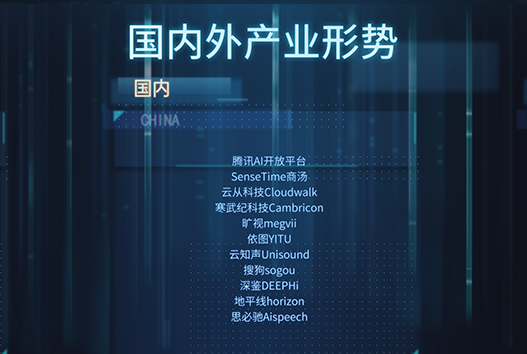 国内外产业形势
国内
CHINA
腾讯AI开放平台
SenseTime商汤
云从科技Cloudwalk
寒武纪科技Cambricon
旷视megvii
依图YITU
云知声Unisound
搜狗sogou
深鉴DEEPHi
地平线horizon
思必驰Aispeech